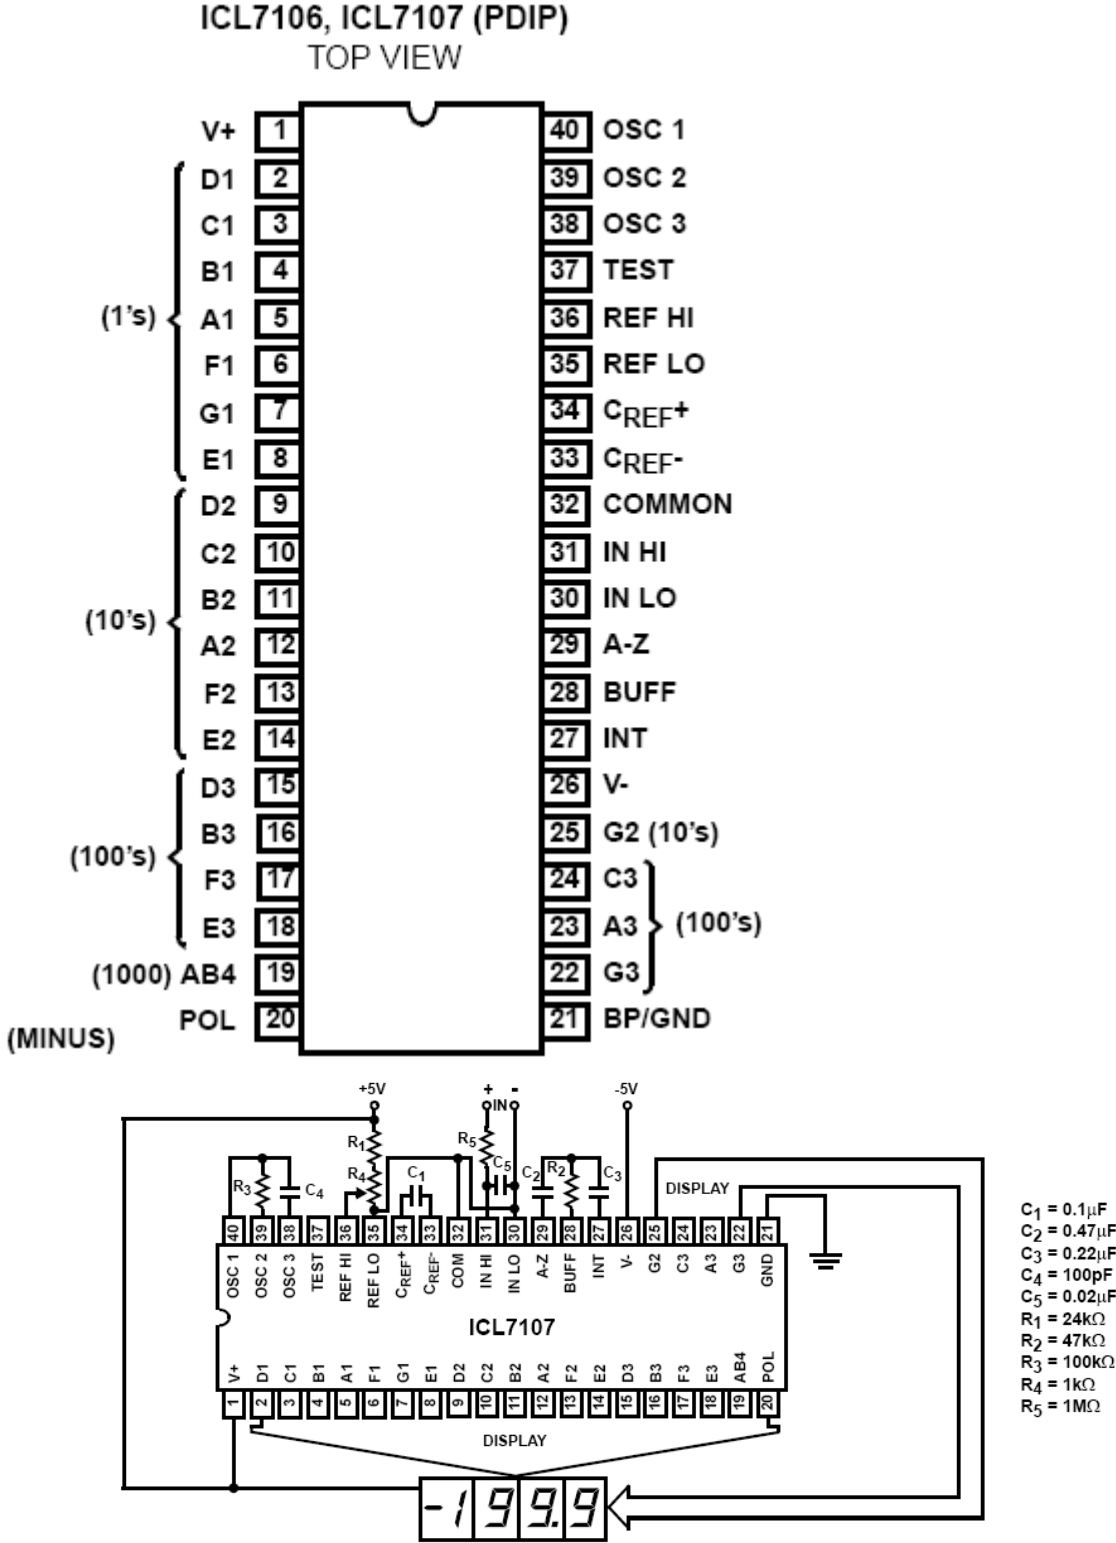 ICL7106, ICL7107 (PDIP)
TOP VIEW
V+ 1 40 OSC 1
D1 2 39 OSC 2
C1 3 38 OSC 3
B1 4 37 TEST
(1's) A1 5 36 REF HI
F1 6 35 REF LO
G1 7 34 CREF+
E1 8 33 CREF-
D2 9 32 COMMON
C2 10 31 IN HI
B2 11 30 IN LO
(10's) A2 12 29 A-Z
F2 13 28 BUFF
E2 14 27 INT
D3 15 26 V-
B3 16 25 G2 (10's)
(100's) F3 17 24 C3
E3 18 23 A3 (100's)
(1000) AB4 19 22 G3
POL 20 21 BP/GND
(MINUS)
+5V + IN - -5V
R1 R5
R3 C4 R4 C1 C5 C2 R2 C3 DISPLAY
40 39 38 37 36 35 34 33 32 31 30 29 28 27 26 25 24 23 22 21
OSC 1 OSC 2 OSC 3 TEST REF HI REF LO CREF+ CREF- COM IN HI IN LO A-Z BUFF INT V- G2 C3 A3 G3 GND
ICL7107
V+ D1 C1 B1 A1 F1 G1 E1 D2 C2 B2 A2 F2 E2 D3 B3 F3 E3 AB4 POL
1 2 3 4 5 6 7 8 9 10 11 12 13 14 15 16 17 18 19 20
DISPLAY
-199.9
C1 = 0.1μF
C2 = 0.47μF
C3 = 0.22μF
C4 = 100pF
C5 = 0.02μF
R1 = 24kΩ
R2 = 47kΩ
R3 = 100kΩ
R4 = 1kΩ
R5 = 1MΩ